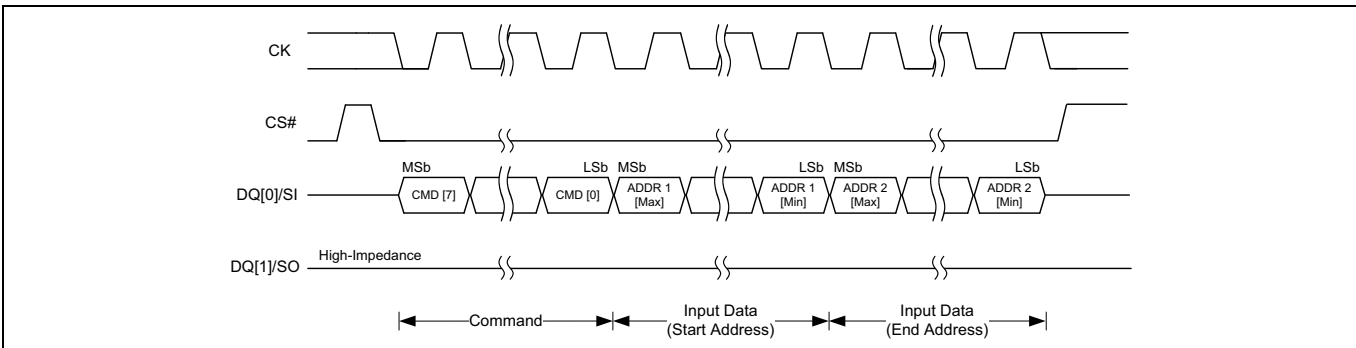 CK
CS#
MSb LSb MSb LSb MSb LSb
DQ[0]/SI CMD [7] CMD [0] ADDR 1 [Max] ADDR 1 [Min] ADDR 2 [Max] ADDR 2 [Min]
High-Impedance
DQ[1]/SO
Command
Input Data
(Start Address)
Input Data
(End Address)